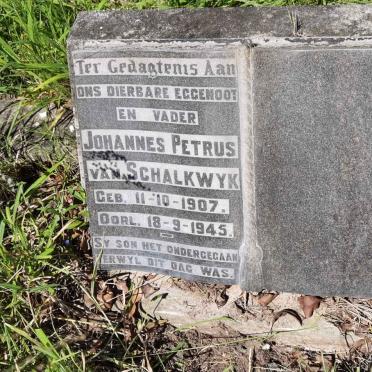 Ter Gedagtenis Aan
ONS DIERBARE EGGENOOT
EN VADER
JOHANNES PETRUS
VAN SCHALKWYK
GEB. 11-10-1907.
OORL. 18-9-1945.
SY SON HET ONDERGEGAAN
TERWYL DIT DAG WAS.